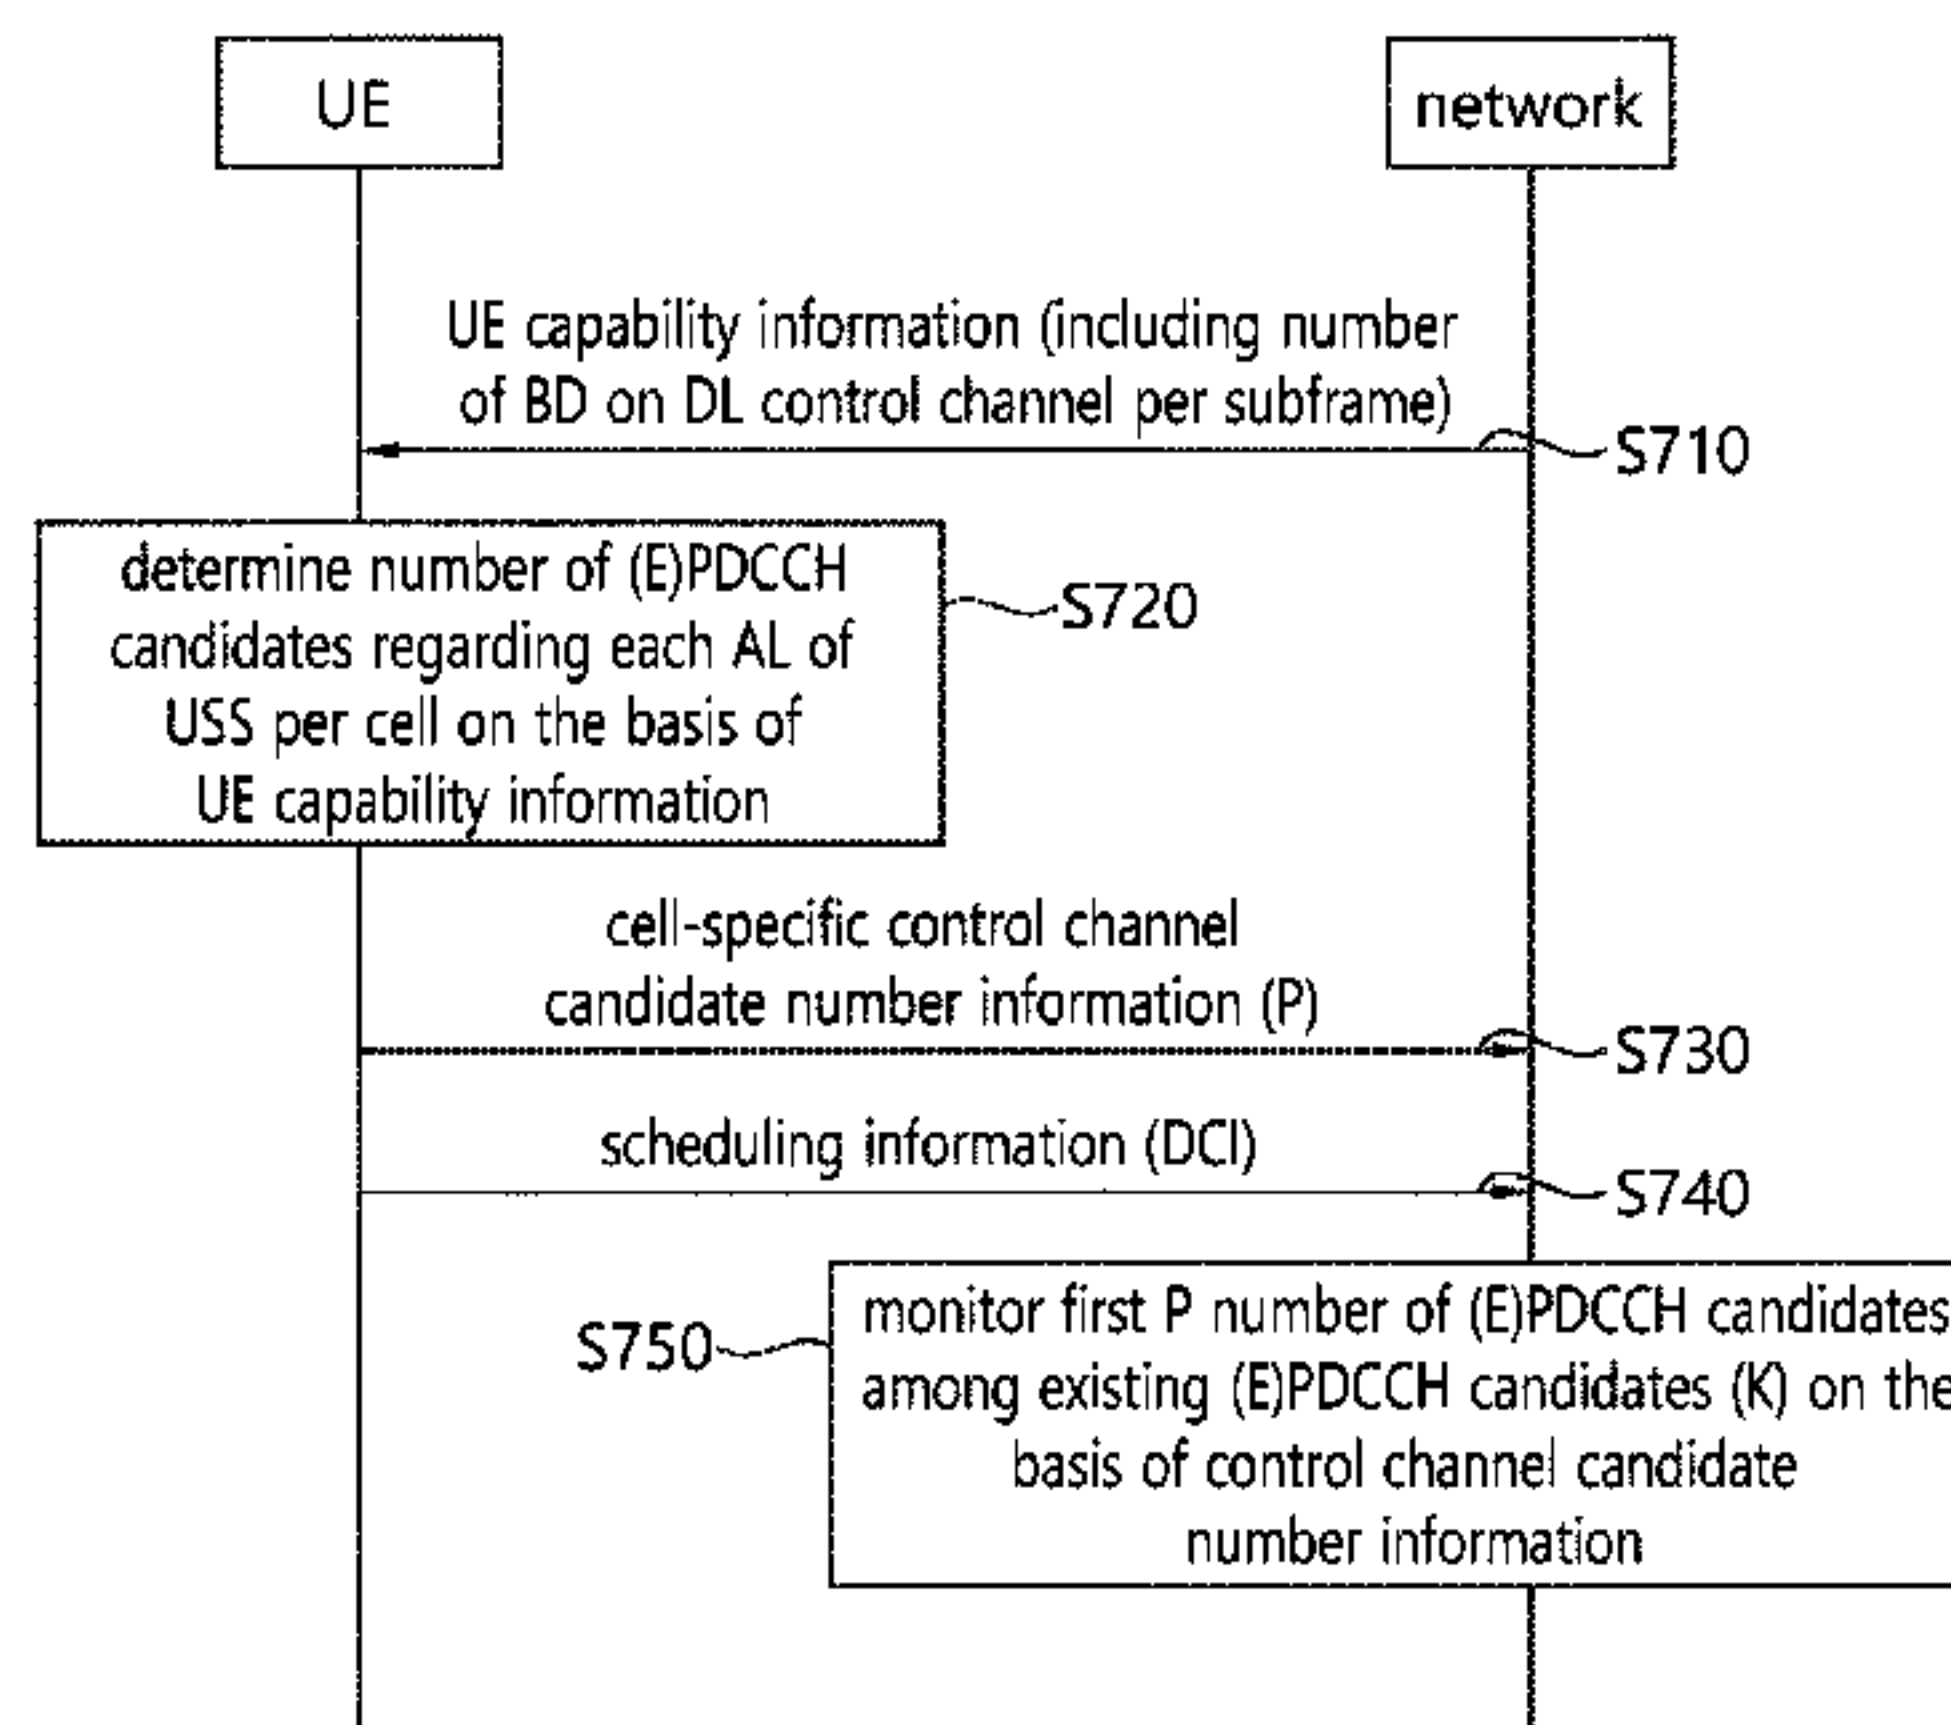 UE
network
UE capability information (including number
of BD on DL control channel per subframe)
S710
determine number of (E)PDCCH
candidates regarding each AL of
USS per cell on the basis of
UE capability information
S720
cell-specific control channel
candidate number information (P)
S730
scheduling information (DCI)
S740
S750
monitor first P number of (E)PDCCH candidates
among existing (E)PDCCH candidates (K) on the
basis of control channel candidate
number information